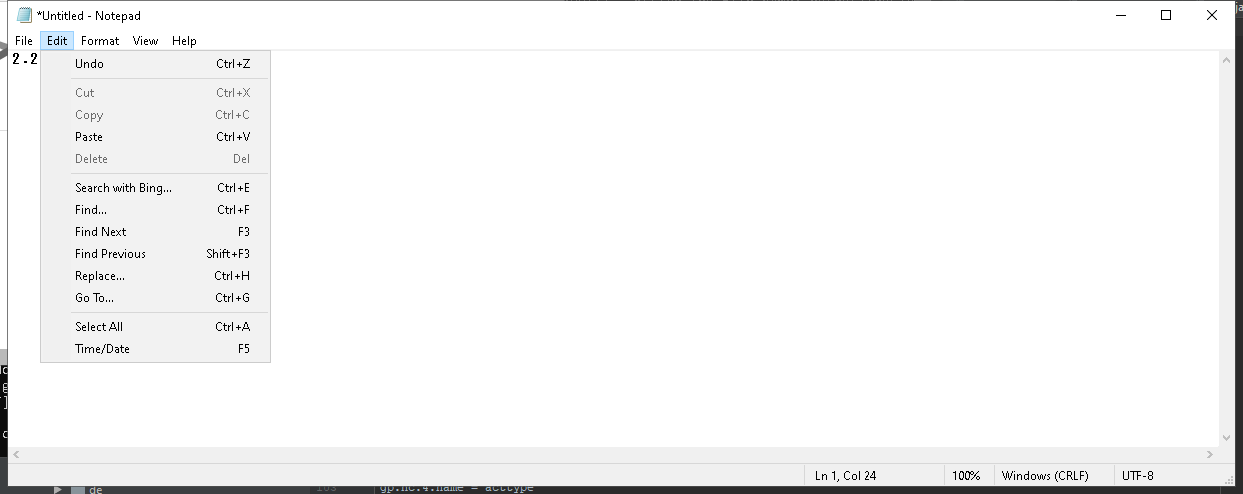 *Untitled - Notepad
File Edit Format View Help
2.2
Undo Ctrl+Z
Cut Ctrl+X
Copy Ctrl+C
Paste Ctrl+V
Delete Del
Search with Bing... Ctrl+E
Find... Ctrl+F
Find Next F3
Find Previous Shift+F3
Replace... Ctrl+H
Go To... Ctrl+G
Select All Ctrl+A
Time/Date F5
Ln 1, Col 24 100% Windows (CRLF) UTF-8
de